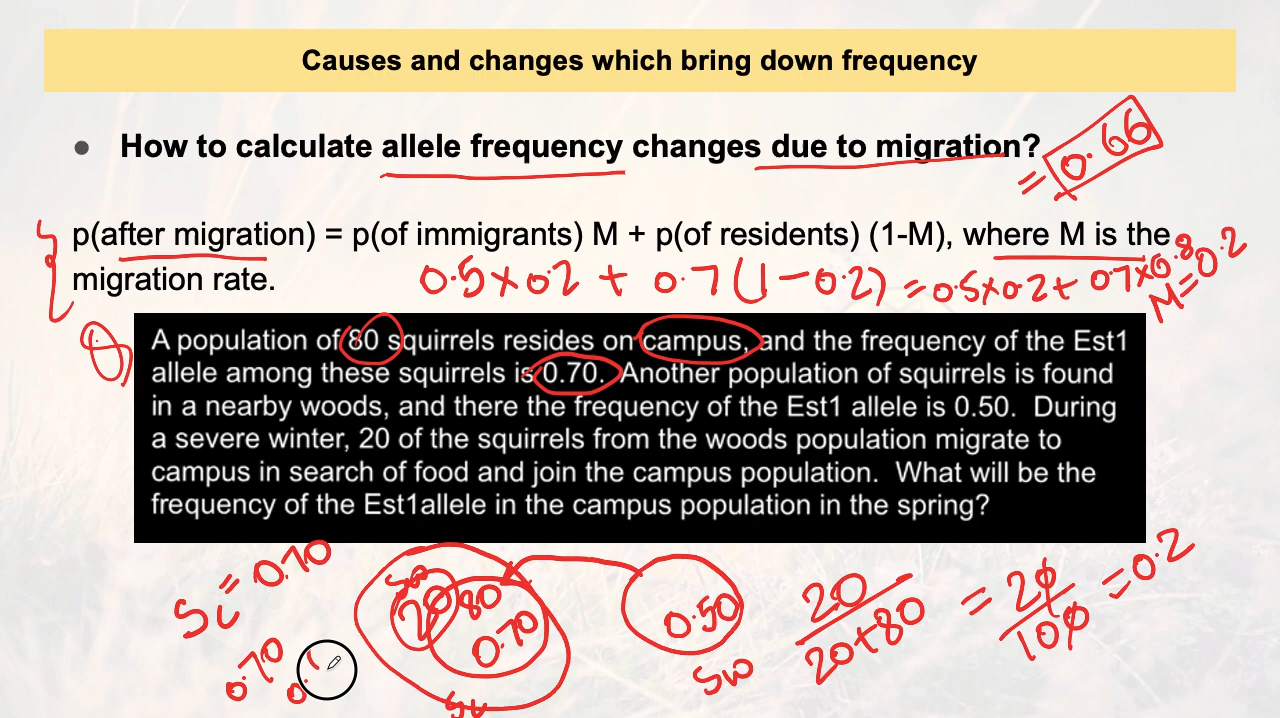 Causes and changes which bring down frequency
● How to calculate allele frequency changes due to migration?
= 0.66
p(after migration) = p(of immigrants) M + p(of residents) (1-M), where M is the
migration rate.
0.5×0.2 + 0.7(1-0.2) = 0.5×0.2+ 0.7×0.8
M=0.2
A population of 80 squirrels resides on campus, and the frequency of the Est1
allele among these squirrels is 0.70. Another population of squirrels is found
in a nearby woods, and there the frequency of the Est1 allele is 0.50. During
a severe winter, 20 of the squirrels from the woods population migrate to
campus in search of food and join the campus population. What will be the
frequency of the Est1allele in the campus population in the spring?
Sc = 0.70
20 80
0.70
0.50
Sw
20
20+80
= 20
100
= 0.2
0.70